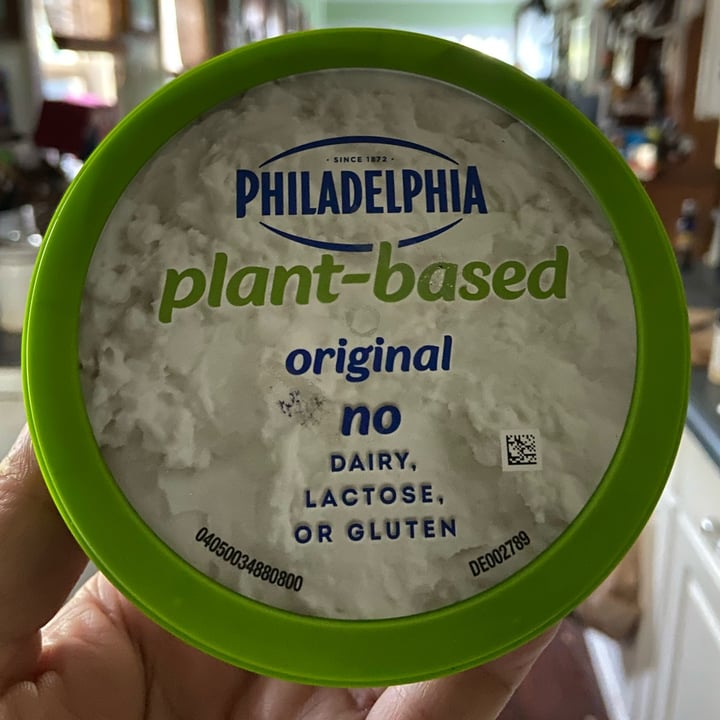 · SINCE 1872 ·
PHILADELPHIA
plant-based
original
no
DAIRY,
LACTOSE,
OR GLUTEN
04050034880800
DE002789